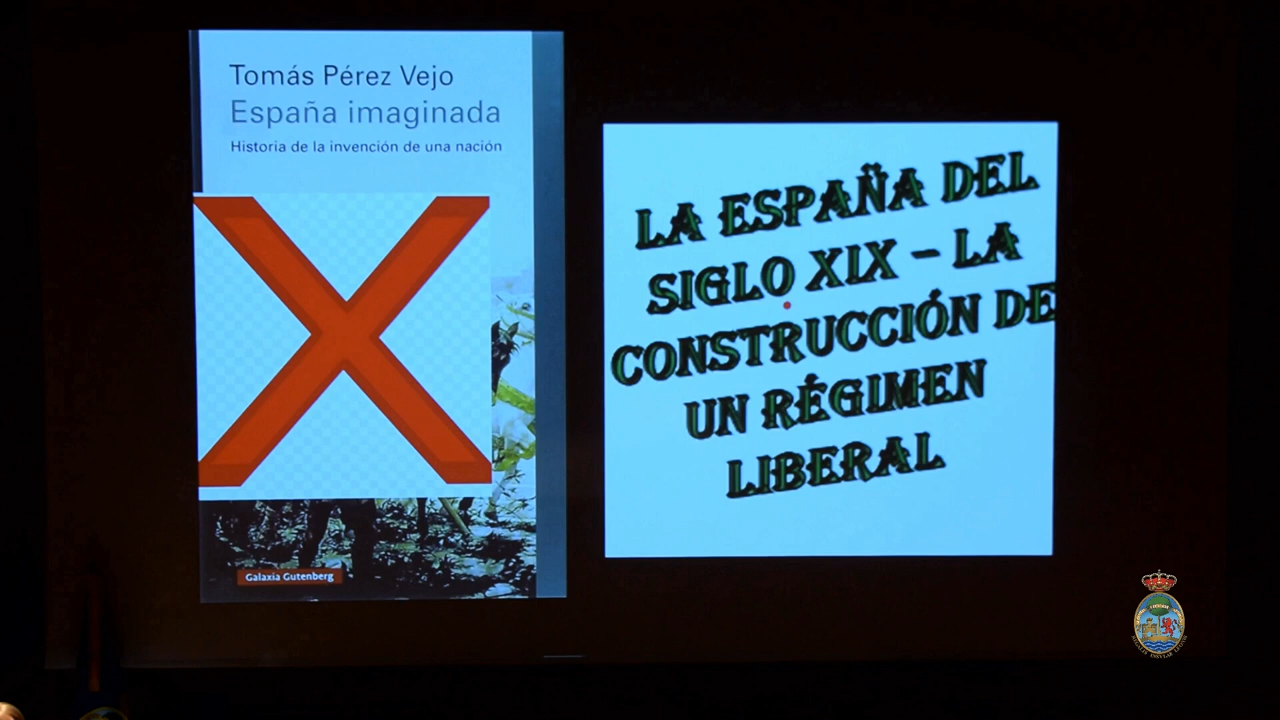 Tomás Pérez Vejo
España imaginada
Historia de la invención de una nación
Galaxia Gutenberg
LA ESPAÑA DEL
SIGLO XIX – LA
CONSTRUCCIÓN DE
UN RÉGIMEN
LIBERAL